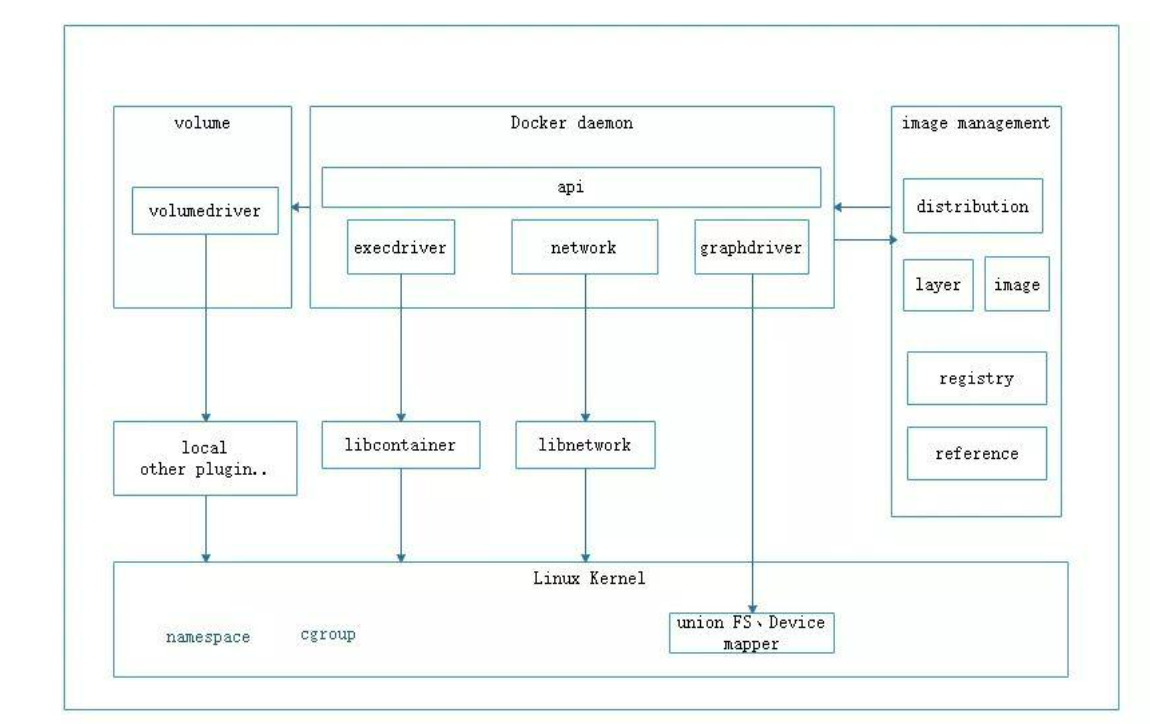 volume
Docker daemon
image management
api
volumedriver
distribution
execdriver
network
graphdriver
layer
image
registry
local
other plugin..
libcontainer
libnetwork
reference
Linux Kernel
namespace
cgroup
union FS、Device
mapper